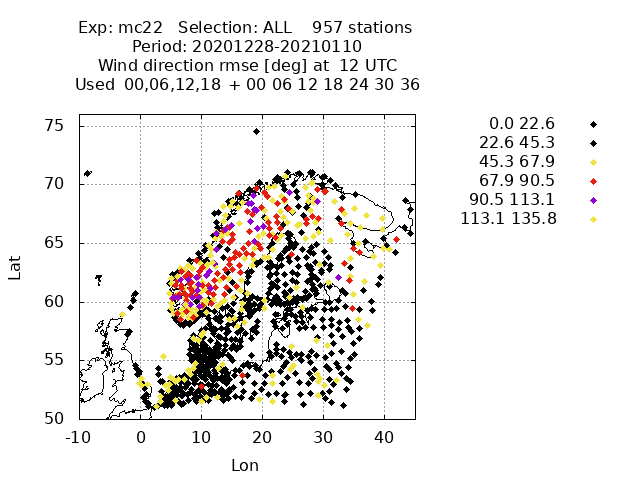 Exp: mc22 Selection: ALL 957 stations
Period: 20201228-20210110
Wind direction rmse [deg] at 12 UTC
Used 00,06,12,18 + 00 06 12 18 24 30 36
0.0 22.6
22.6 45.3
45.3 67.9
67.9 90.5
90.5 113.1
113.1 135.8
75
70
65
60
55
50
Lat
-10 0 10 20 30 40
Lon